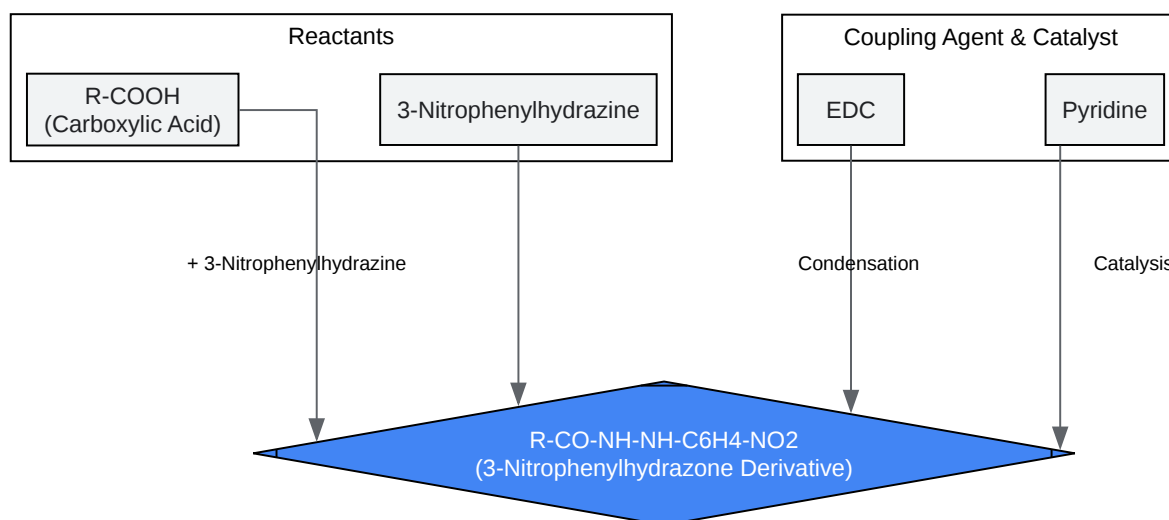 Reactants
Coupling Agent & Catalyst
R-COOH
(Carboxylic Acid)
3-Nitrophenylhydrazine
EDC
Pyridine
+ 3-Nitrophenylhydrazine
Condensation
Catalysis
R-CO-NH-NH-C6H4-NO2
(3-Nitrophenylhydrazone Derivative)